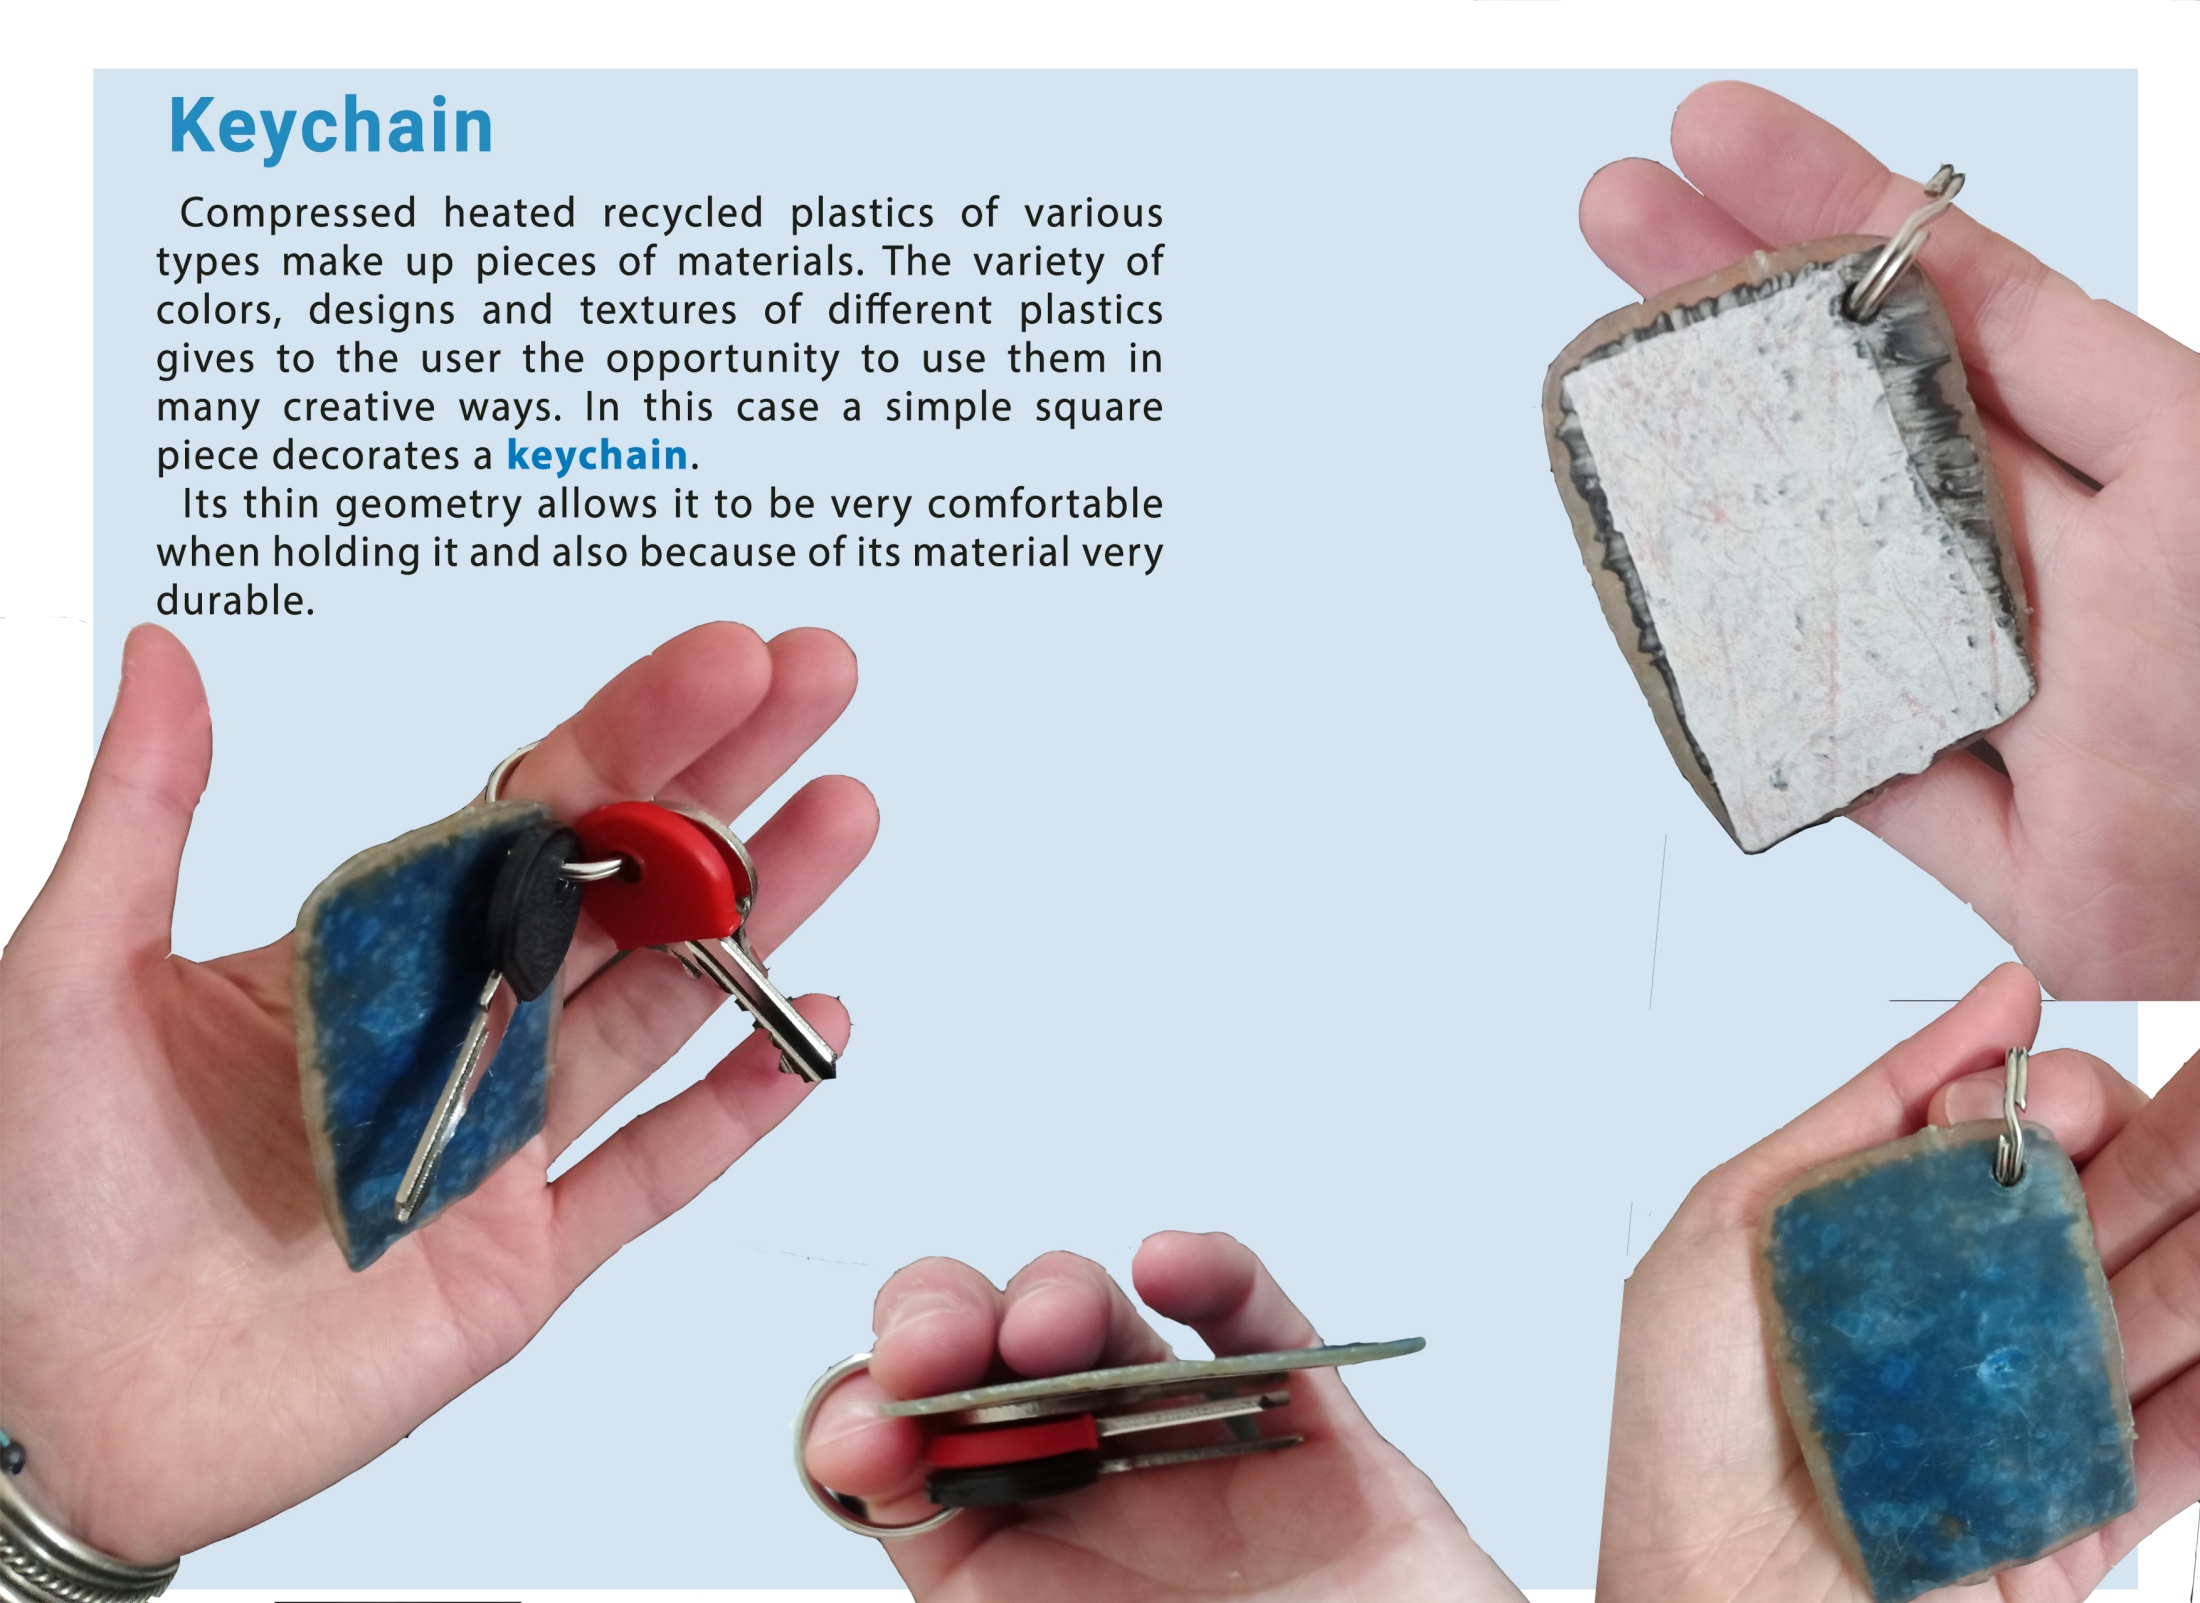 Keychain
Compressed heated recycled plastics of various
types make up pieces of materials. The variety of
colors, designs and textures of different plastics
gives to the user the opportunity to use them in
many creative ways. In this case a simple square
piece decorates a keychain.
Its thin geometry allows it to be very comfortable
when holding it and also because of its material very
durable.